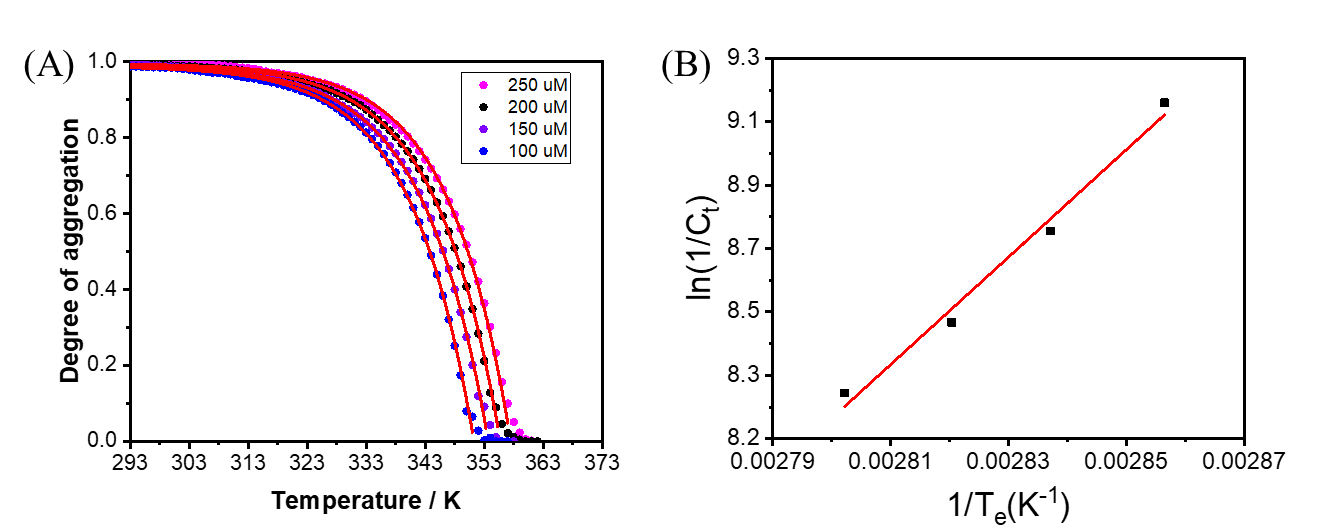 (A)
1.0
0.8
0.6
0.4
0.2
0.0
Degree of aggregation
250 uM
200 uM
150 uM
100 uM
293 303 313 323 333 343 353 363 373
Temperature / K
(B)
9.3
9.1
8.9
8.7
8.5
8.3
8.2
ln(1/Ct)
0.00279 0.00281 0.00283 0.00285 0.00287
1/Te(K-1)